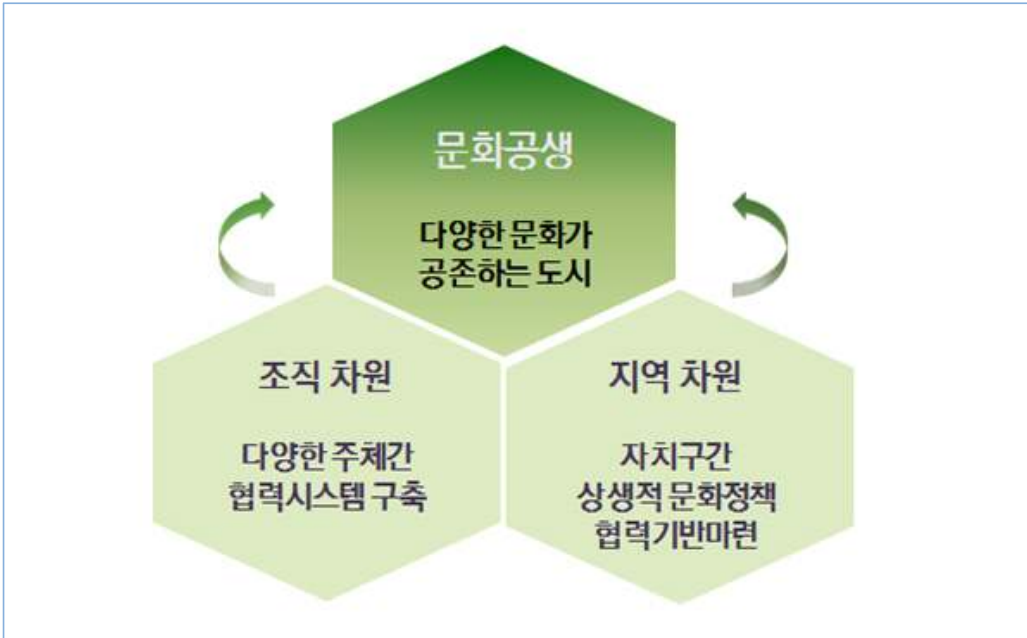 문화공생
다양한 문화가
공존하는 도시
조직 차원
다양한 주체간
협력시스템 구축
지역 차원
자치구간
상생적 문화정책
협력기반마련